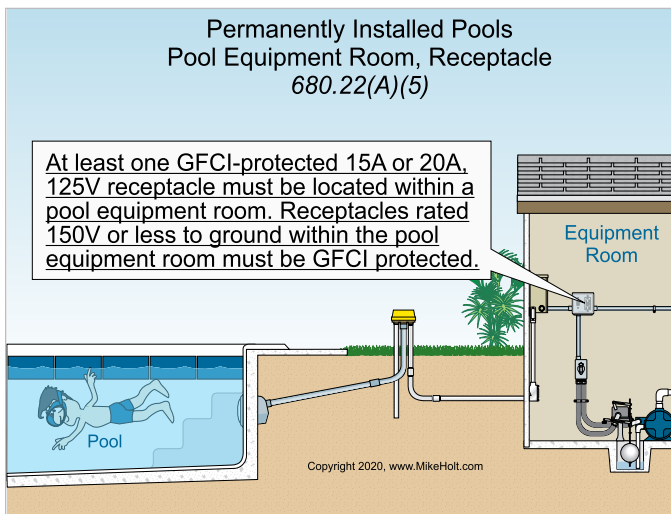 Permanently Installed Pools
Pool Equipment Room, Receptacle
680.22(A)(5)
At least one GFCI-protected 15A or 20A,
125V receptacle must be located within a
pool equipment room. Receptacles rated
150V or less to ground within the pool
equipment room must be GFCI protected.
Equipment
Room
Pool
Copyright 2020, www.MikeHolt.com